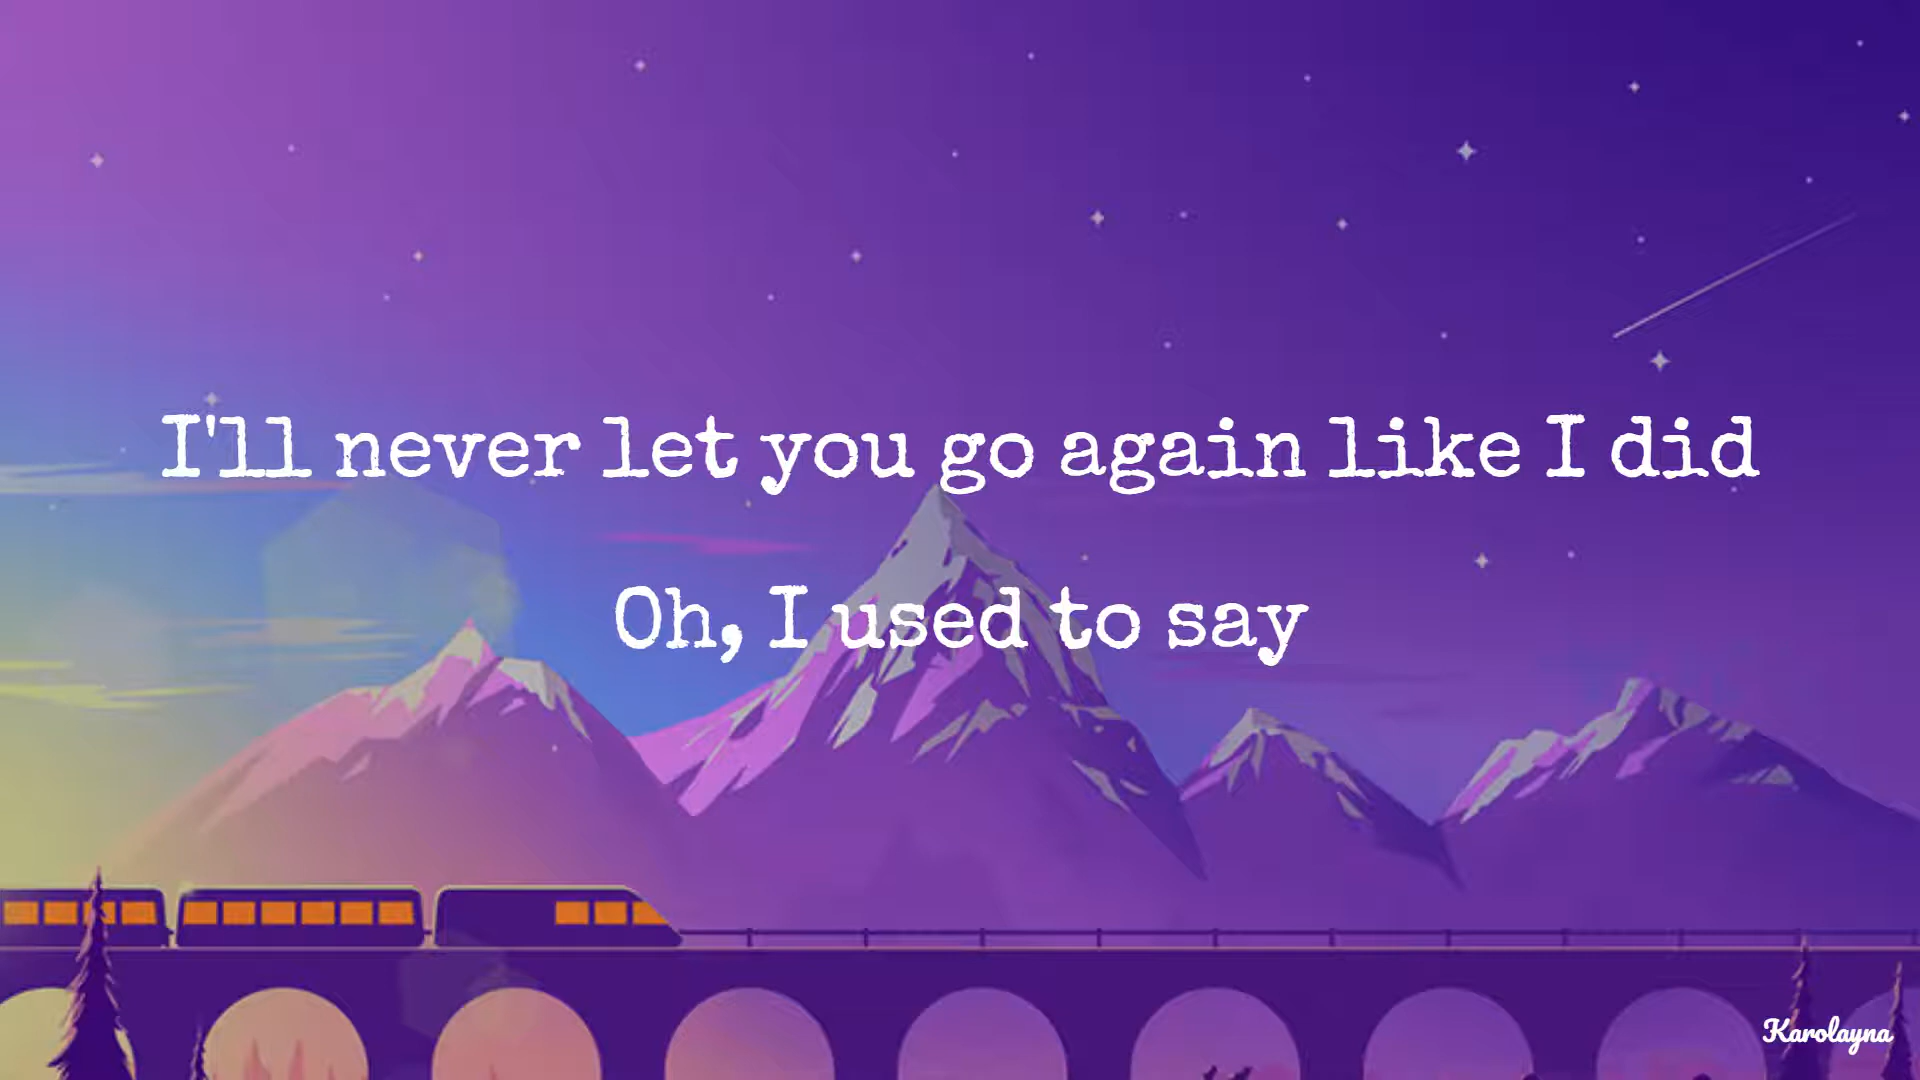 I'll never let you go again like I did
Oh, I used to say
Karolayna